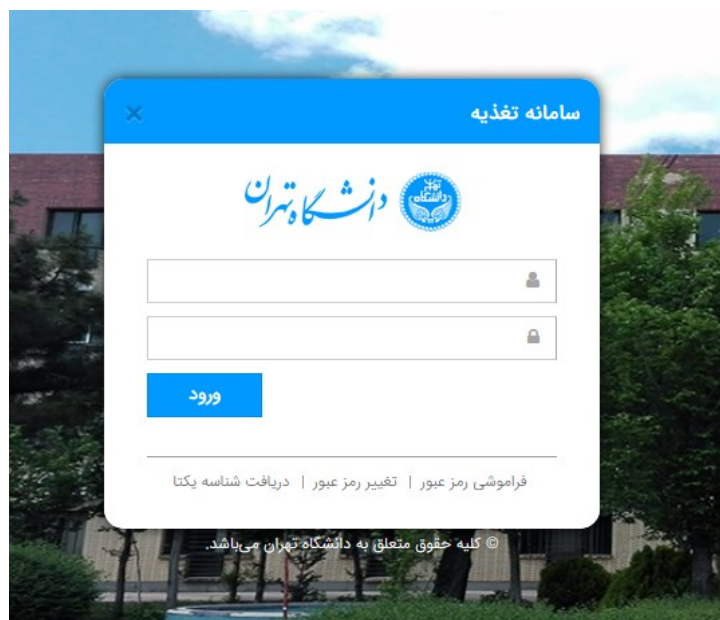 سامانه تغذیه ×
دانشگاه تهران
ورود
فراموشی رمز عبور | تغییر رمز عبور | دریافت شناسه یکتا
© کلیه حقوق متعلق به دانشگاه تهران می‌باشد.